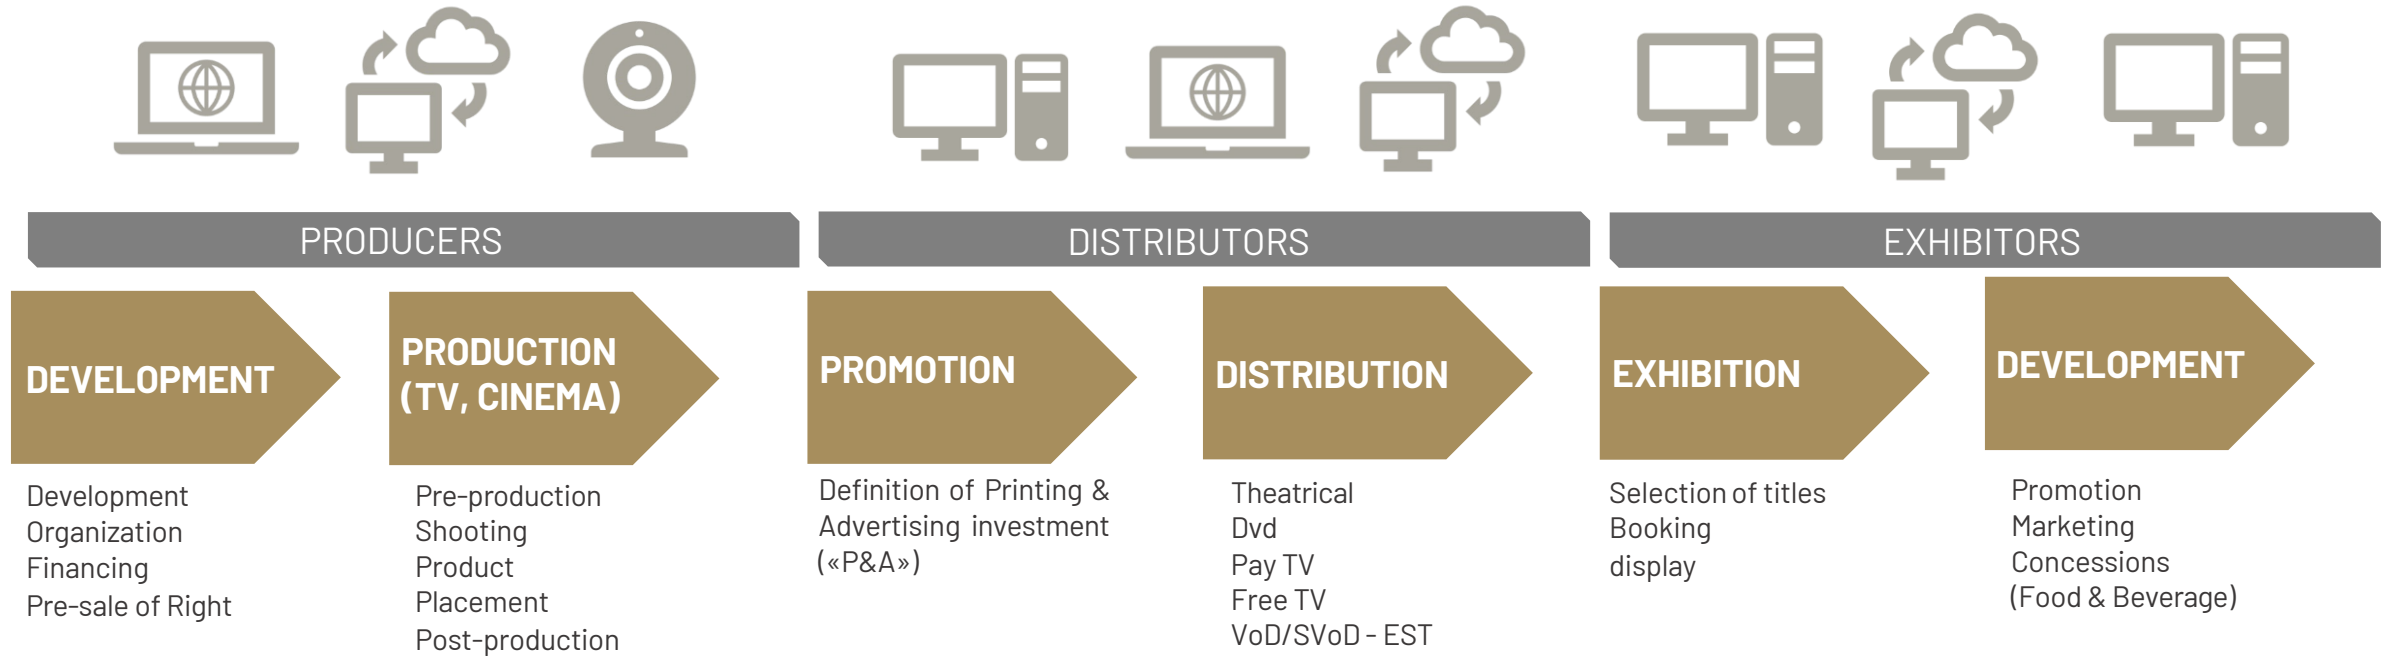 PRODUCERS
DISTRIBUTORS
EXHIBITORS
DEVELOPMENT
PRODUCTION
(TV, CINEMA)
PROMOTION
DISTRIBUTION
EXHIBITION
DEVELOPMENT
Development
Organization
Financing
Pre-sale of Right
Pre-production
Shooting
Product
Placement
Post-production
Definition of Printing &
Advertising investment
(«P&A»)
Theatrical
Dvd
Pay TV
Free TV
VoD/SVoD - EST
Selection of titles
Booking
display
Promotion
Marketing
Concessions
(Food & Beverage)